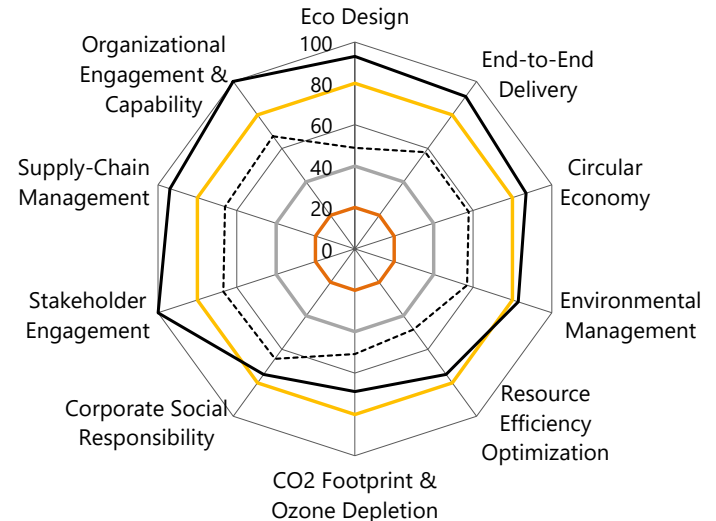 Eco Design
End-to-End
Delivery
Circular
Economy
Environmental
Management
Resource
Efficiency
Optimization
CO2 Footprint &
Ozone Depletion
Corporate Social
Responsibility
Stakeholder
Engagement
Supply-Chain
Management
Organizational
Engagement &
Capability
100
80
60
40
20
0